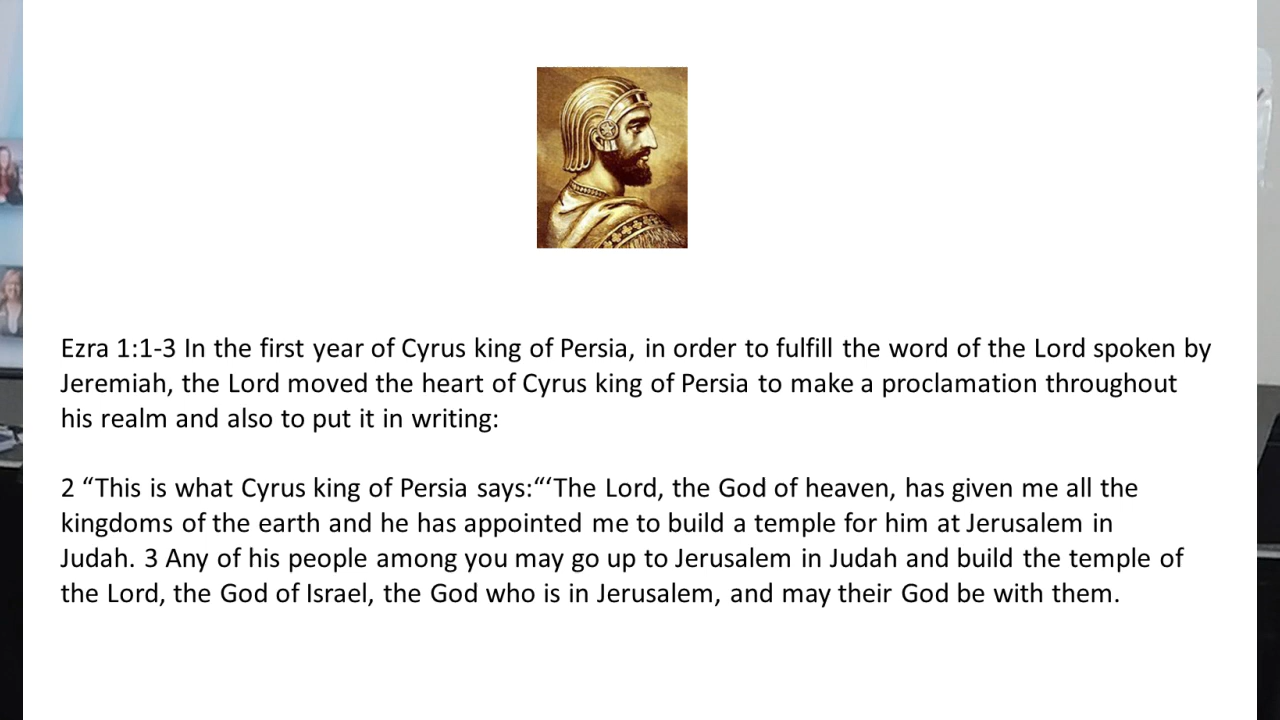 Ezra 1:1-3 In the first year of Cyrus king of Persia, in order to fulfill the word of the Lord spoken by
Jeremiah, the Lord moved the heart of Cyrus king of Persia to make a proclamation throughout
his realm and also to put it in writing:
2 “This is what Cyrus king of Persia says:“‘The Lord, the God of heaven, has given me all the
kingdoms of the earth and he has appointed me to build a temple for him at Jerusalem in
Judah. 3 Any of his people among you may go up to Jerusalem in Judah and build the temple of
the Lord, the God of Israel, the God who is in Jerusalem, and may their God be with them.